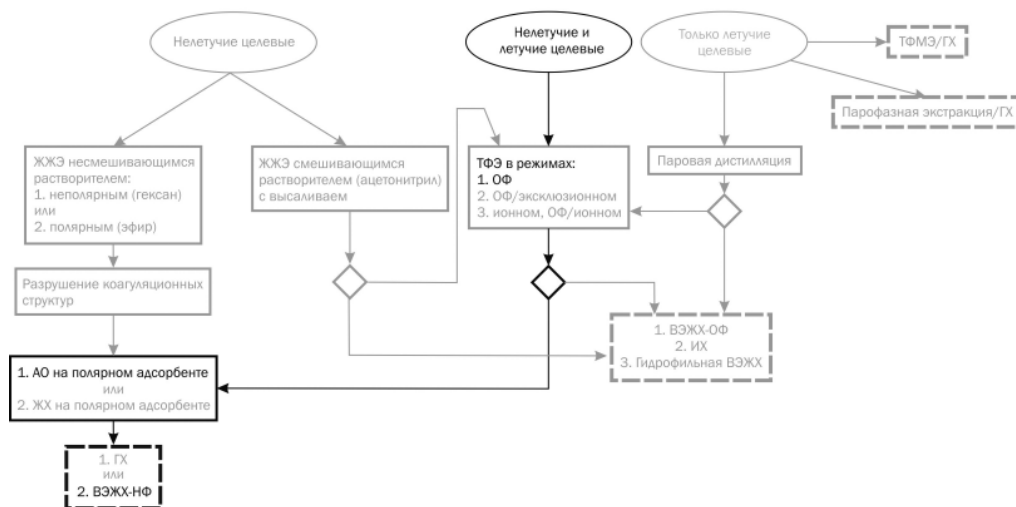 Нелетучие целевые
Нелетучие и
летучие целевые
Только летучие
целевые
ТФМЭ/ГХ
Парофазная экстракция/ГХ
ЖЖЭ несмешивающимся
растворителем:
1. неполярным (гексан)
или
2. полярным (эфир)
ЖЖЭ смешивающимся
растворителем (ацетонитрил)
с высаливаем
ТФЭ в режимах:
1. ОФ
2. ОФ/эксклюзионном
3. ионном, ОФ/ионном
Паровая дистилляция
Разрушение коагуляционных
структур
1. ВЭЖХ-ОФ
2. ИХ
3. Гидрофильная ВЭЖХ
1. АО на полярном адсорбенте
или
2. ЖХ на полярном адсорбенте
1. ГХ
или
2. ВЭЖХ-НФ